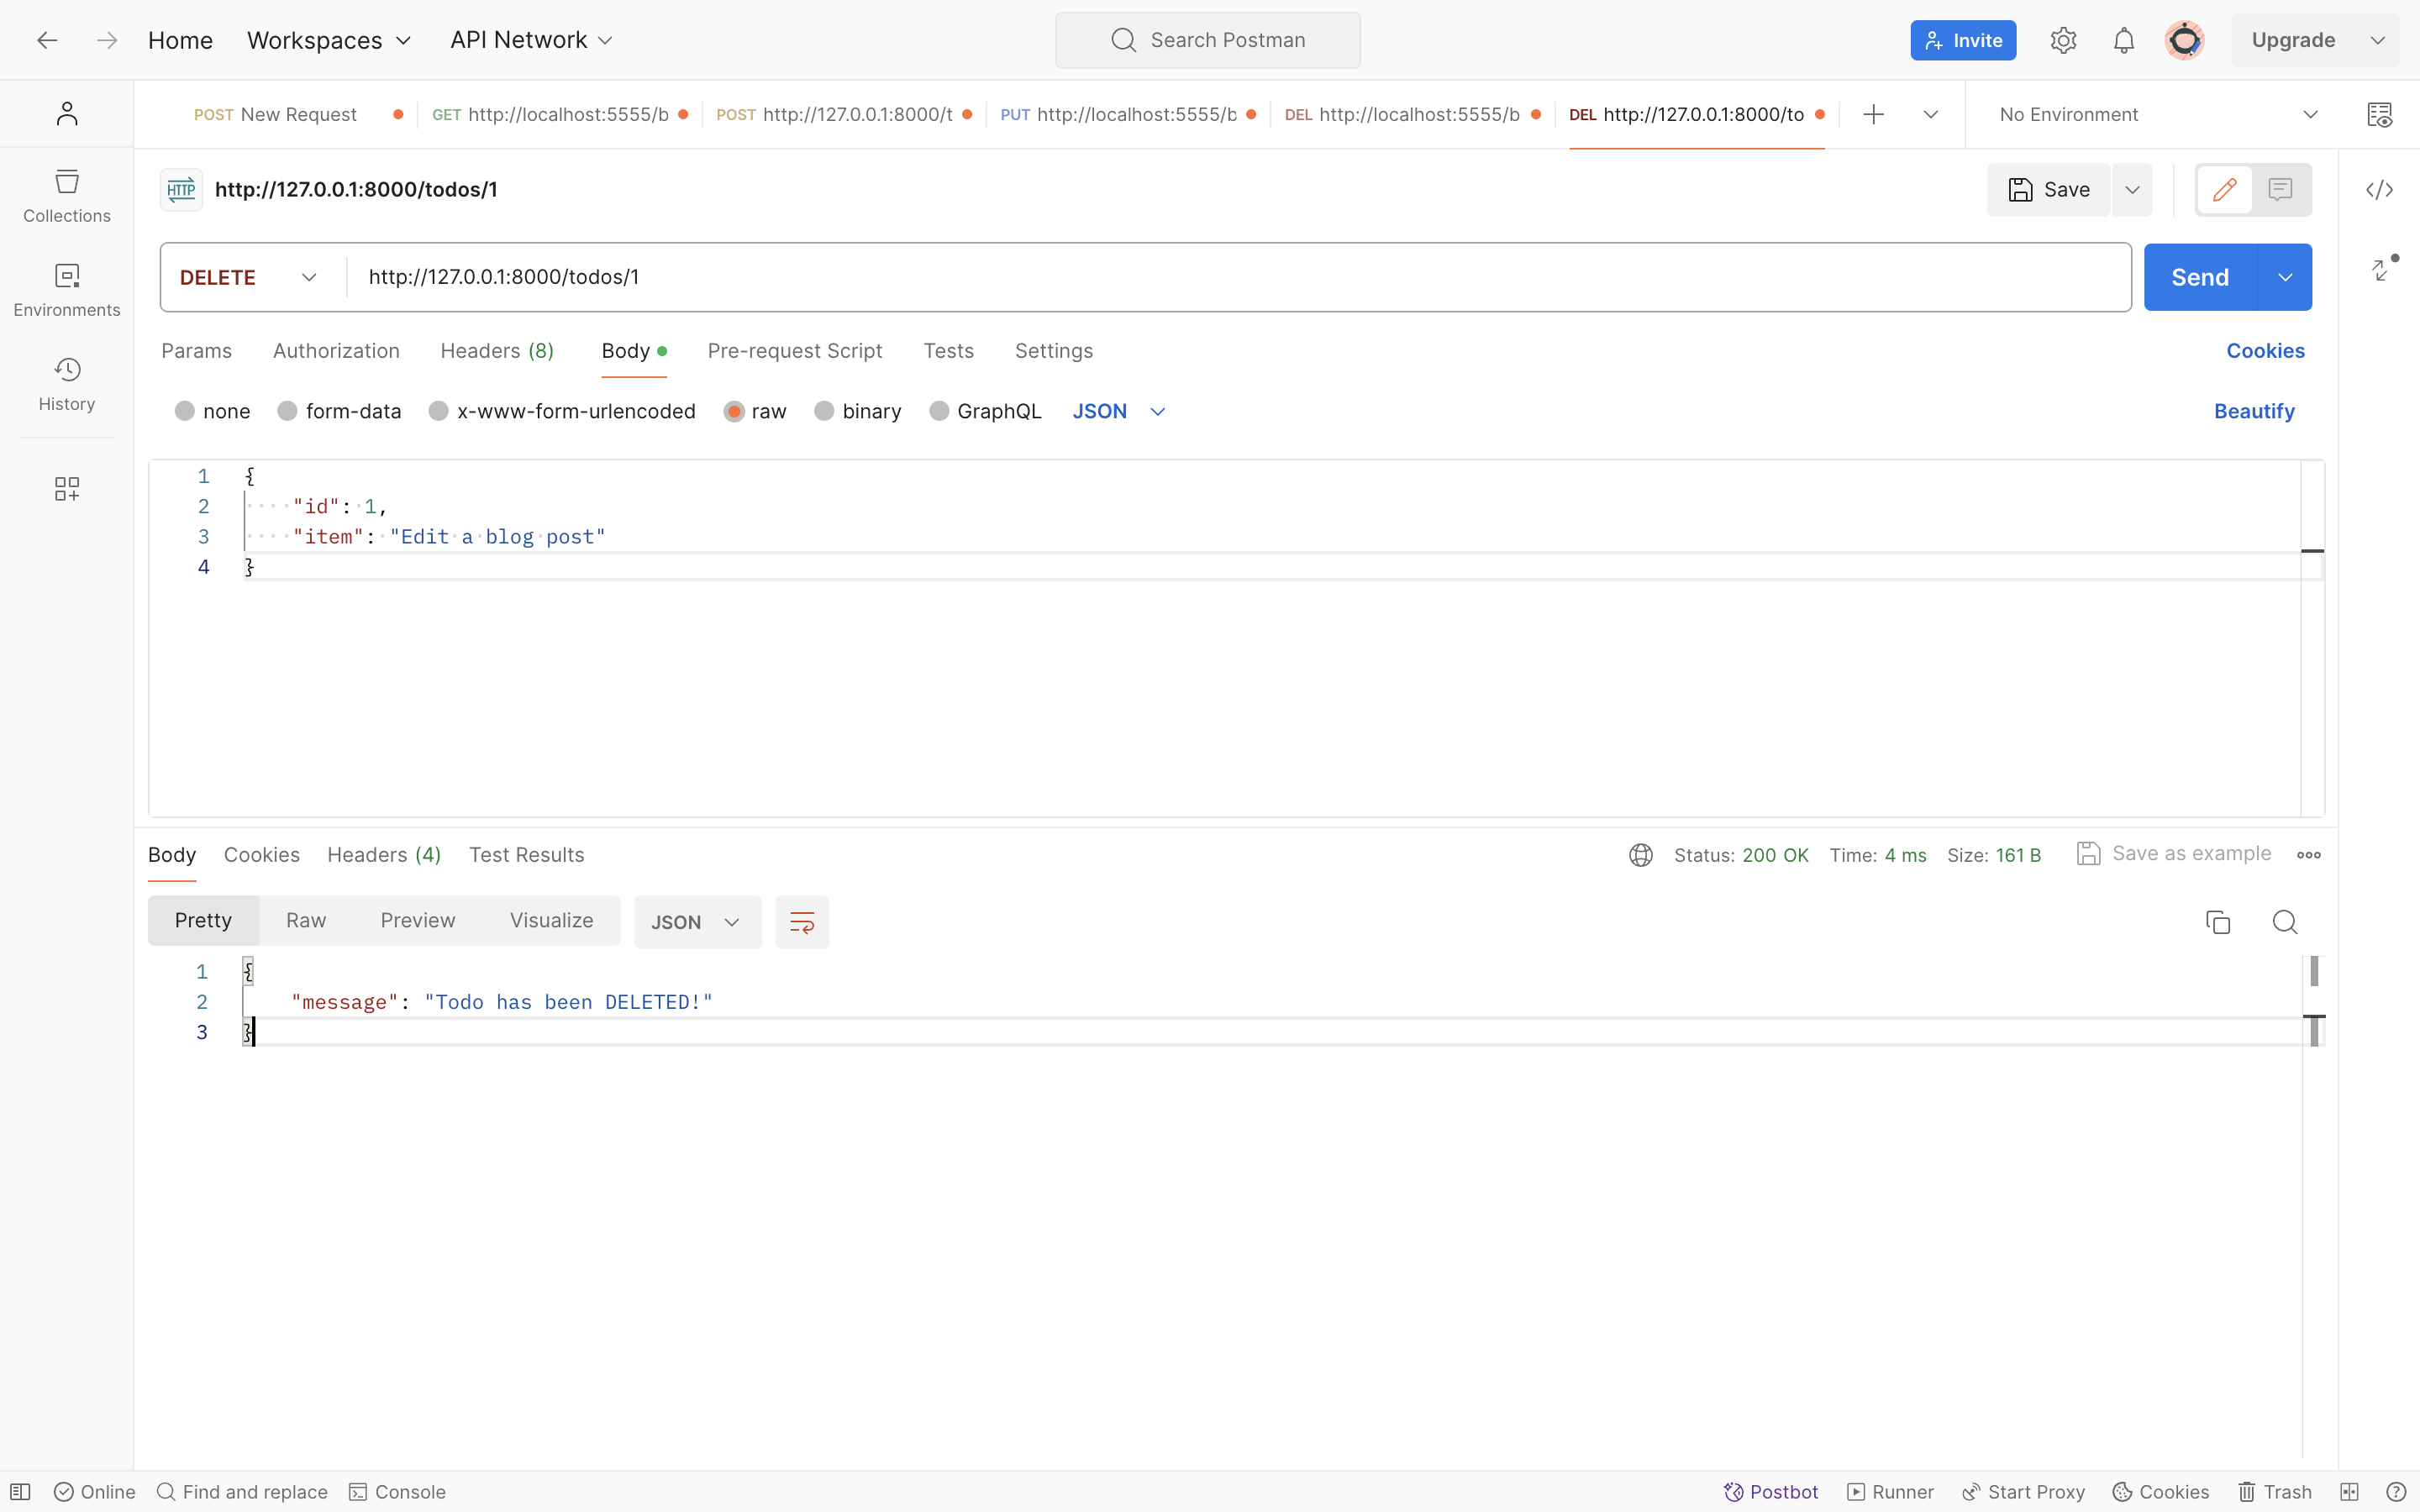 Home Workspaces API Network Search Postman Invite Upgrade
POST New Request GET http://localhost:5555/b POST http://127.0.0.1:8000/t PUT http://localhost:5555/b DEL http://localhost:5555/b DEL http://127.0.0.1:8000/to No Environment
HTTP http://127.0.0.1:8000/todos/1 Save
Collections
Environments
History
DELETE http://127.0.0.1:8000/todos/1 Send
Params Authorization Headers (8) Body Pre-request Script Tests Settings Cookies
none form-data x-www-form-urlencoded raw binary GraphQL JSON Beautify
1 {
2 "id": 1,
3 "item": "Edit a blog post"
4 }
Body Cookies Headers (4) Test Results Status: 200 OK Time: 4 ms Size: 161 B Save as example
Pretty Raw Preview Visualize JSON
1 {
2 "message": "Todo has been DELETED!"
3 }
Online Find and replace Console Postbot Runner Start Proxy Cookies Trash